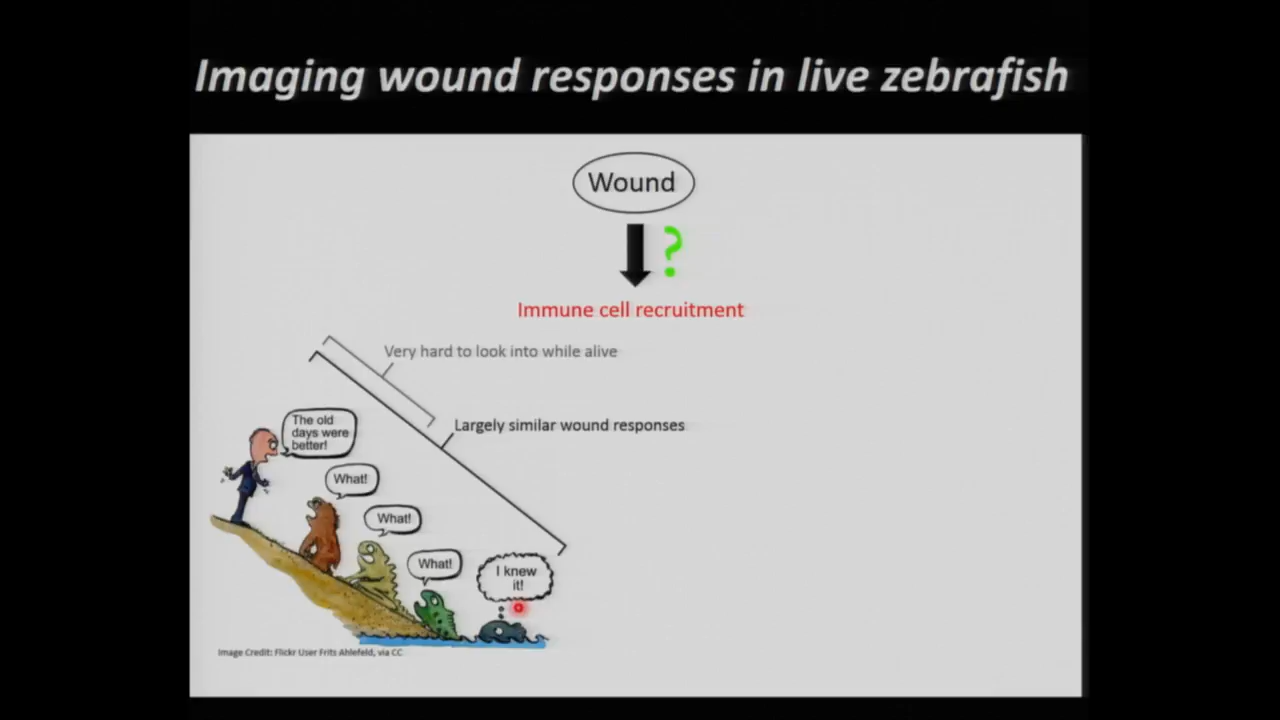 Imaging wound responses in live zebrafish
Wound
?
Immune cell recruitment
Very hard to look into while alive
Largely similar wound responses
The old
days were
better!
What!
What!
What!
I knew
it!
Image Credit: Flickr User Frits Ahlefeld, via CC